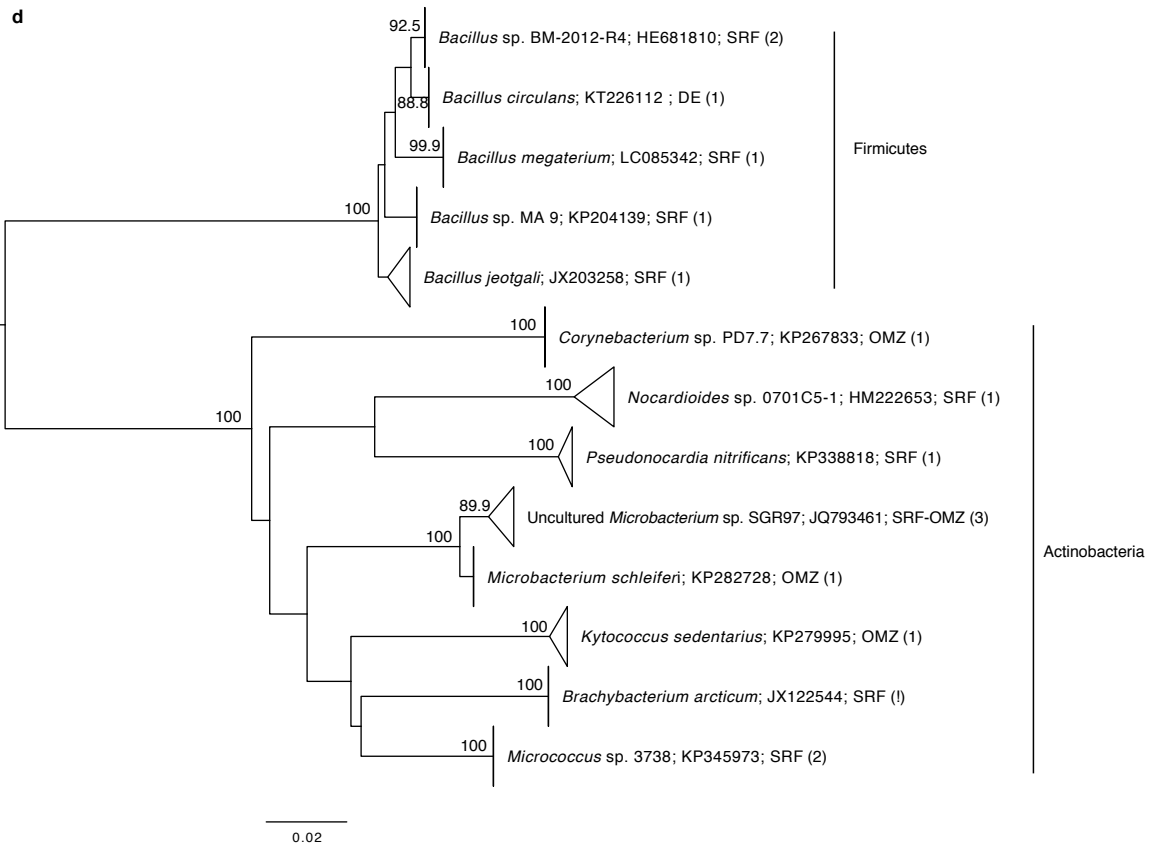 d
92.5
Bacillus sp. BM-2012-R4; HE681810; SRF (2)
88.8
Bacillus circulans; KT226112 ; DE (1)
99.9
Bacillus megaterium; LC085342; SRF (1)
Firmicutes
100
Bacillus sp. MA 9; KP204139; SRF (1)
Bacillus jeotgali; JX203258; SRF (1)
100
Corynebacterium sp. PD7.7; KP267833; OMZ (1)
100
Nocardioides sp. 0701C5-1; HM222653; SRF (1)
100
100
Pseudonocardia nitrificans; KP338818; SRF (1)
89.9
Uncultured Microbacterium sp. SGR97; JQ793461; SRF-OMZ (3)
100
Actinobacteria
Microbacterium schleiferi; KP282728; OMZ (1)
100
Kytococcus sedentarius; KP279995; OMZ (1)
100
Brachybacterium arcticum; JX122544; SRF (!)
100
Micrococcus sp. 3738; KP345973; SRF (2)
0.02